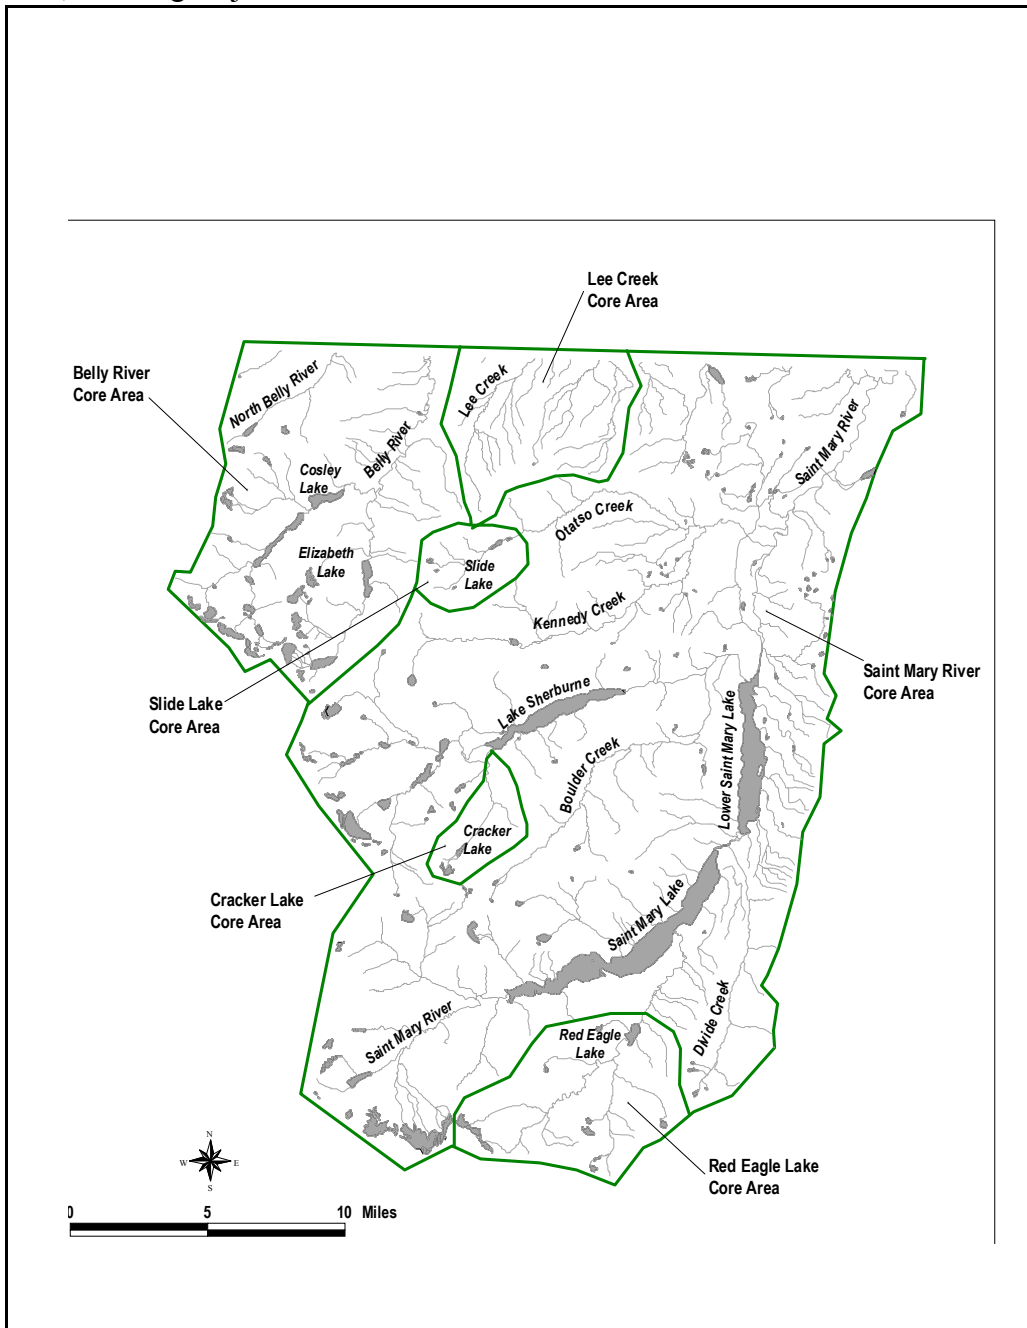 Lee Creek
Core Area
Belly River
Core Area
North Belly River
Lee Creek
Belly River
Saint Mary River
Cosley
Lake
Otatso Creek
Elizabeth
Lake
Slide
Lake
Kennedy Creek
Saint Mary River
Core Area
Slide Lake
Core Area
Lake Sherburne
Lower Saint Mary Lake
Boulder Creek
Cracker
Lake
Cracker Lake
Core Area
Saint Mary Lake
Saint Mary River
Divide Creek
Red Eagle
Lake
N
W E
S
Red Eagle Lake
Core Area
0 5 10 Miles